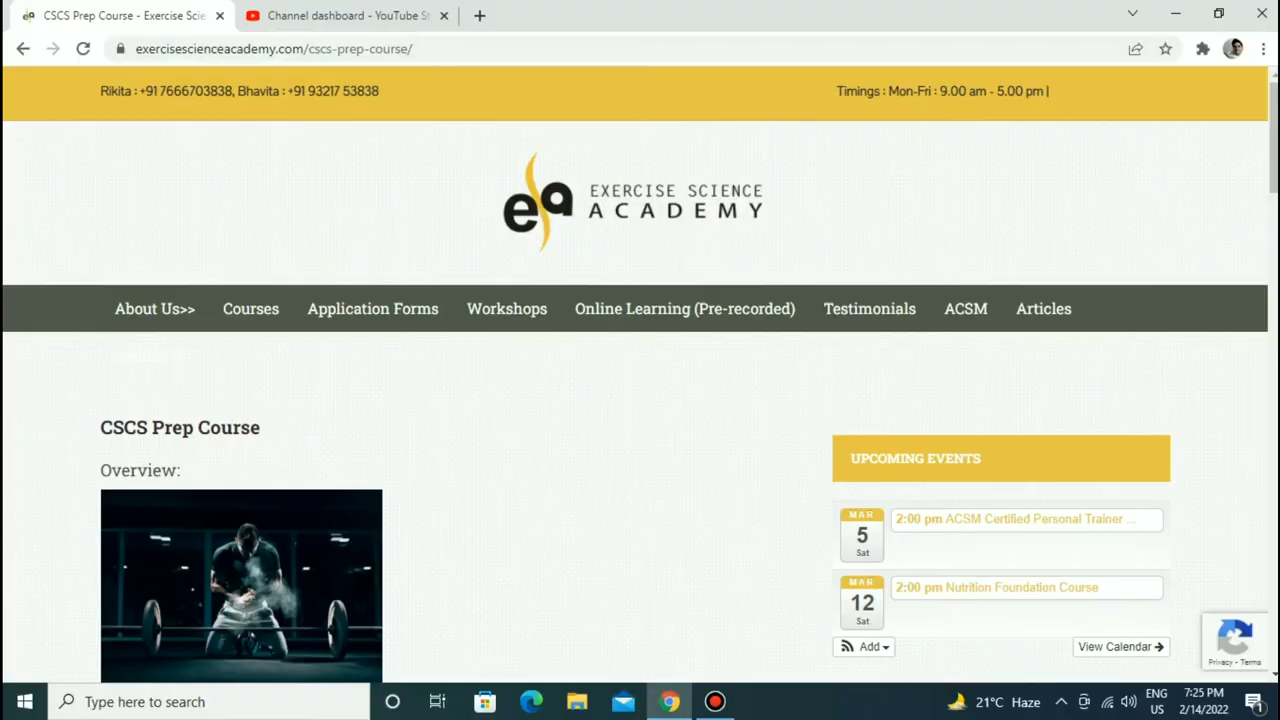 CSCS Prep Course - Exercise Scie
Channel dashboard - YouTube St
exercisescienceacademy.com/cscs-prep-course/
Rikita : +91 7666703838, Bhavita : +91 93217 53838
Timings : Mon-Fri : 9.00 am - 5.00 pm |
esa
EXERCISE SCIENCE
ACADEMY
About Us>> Courses Application Forms Workshops Online Learning (Pre-recorded) Testimonials ACSM Articles
CSCS Prep Course
Overview:
UPCOMING EVENTS
MAR
5
Sat
2:00 pm ACSM Certified Personal Trainer ...
MAR
12
Sat
2:00 pm Nutrition Foundation Course
Add
View Calendar
Privacy - Terms
Type here to search
21°C Haze
ENG
US
7:25 PM
2/14/2022
1